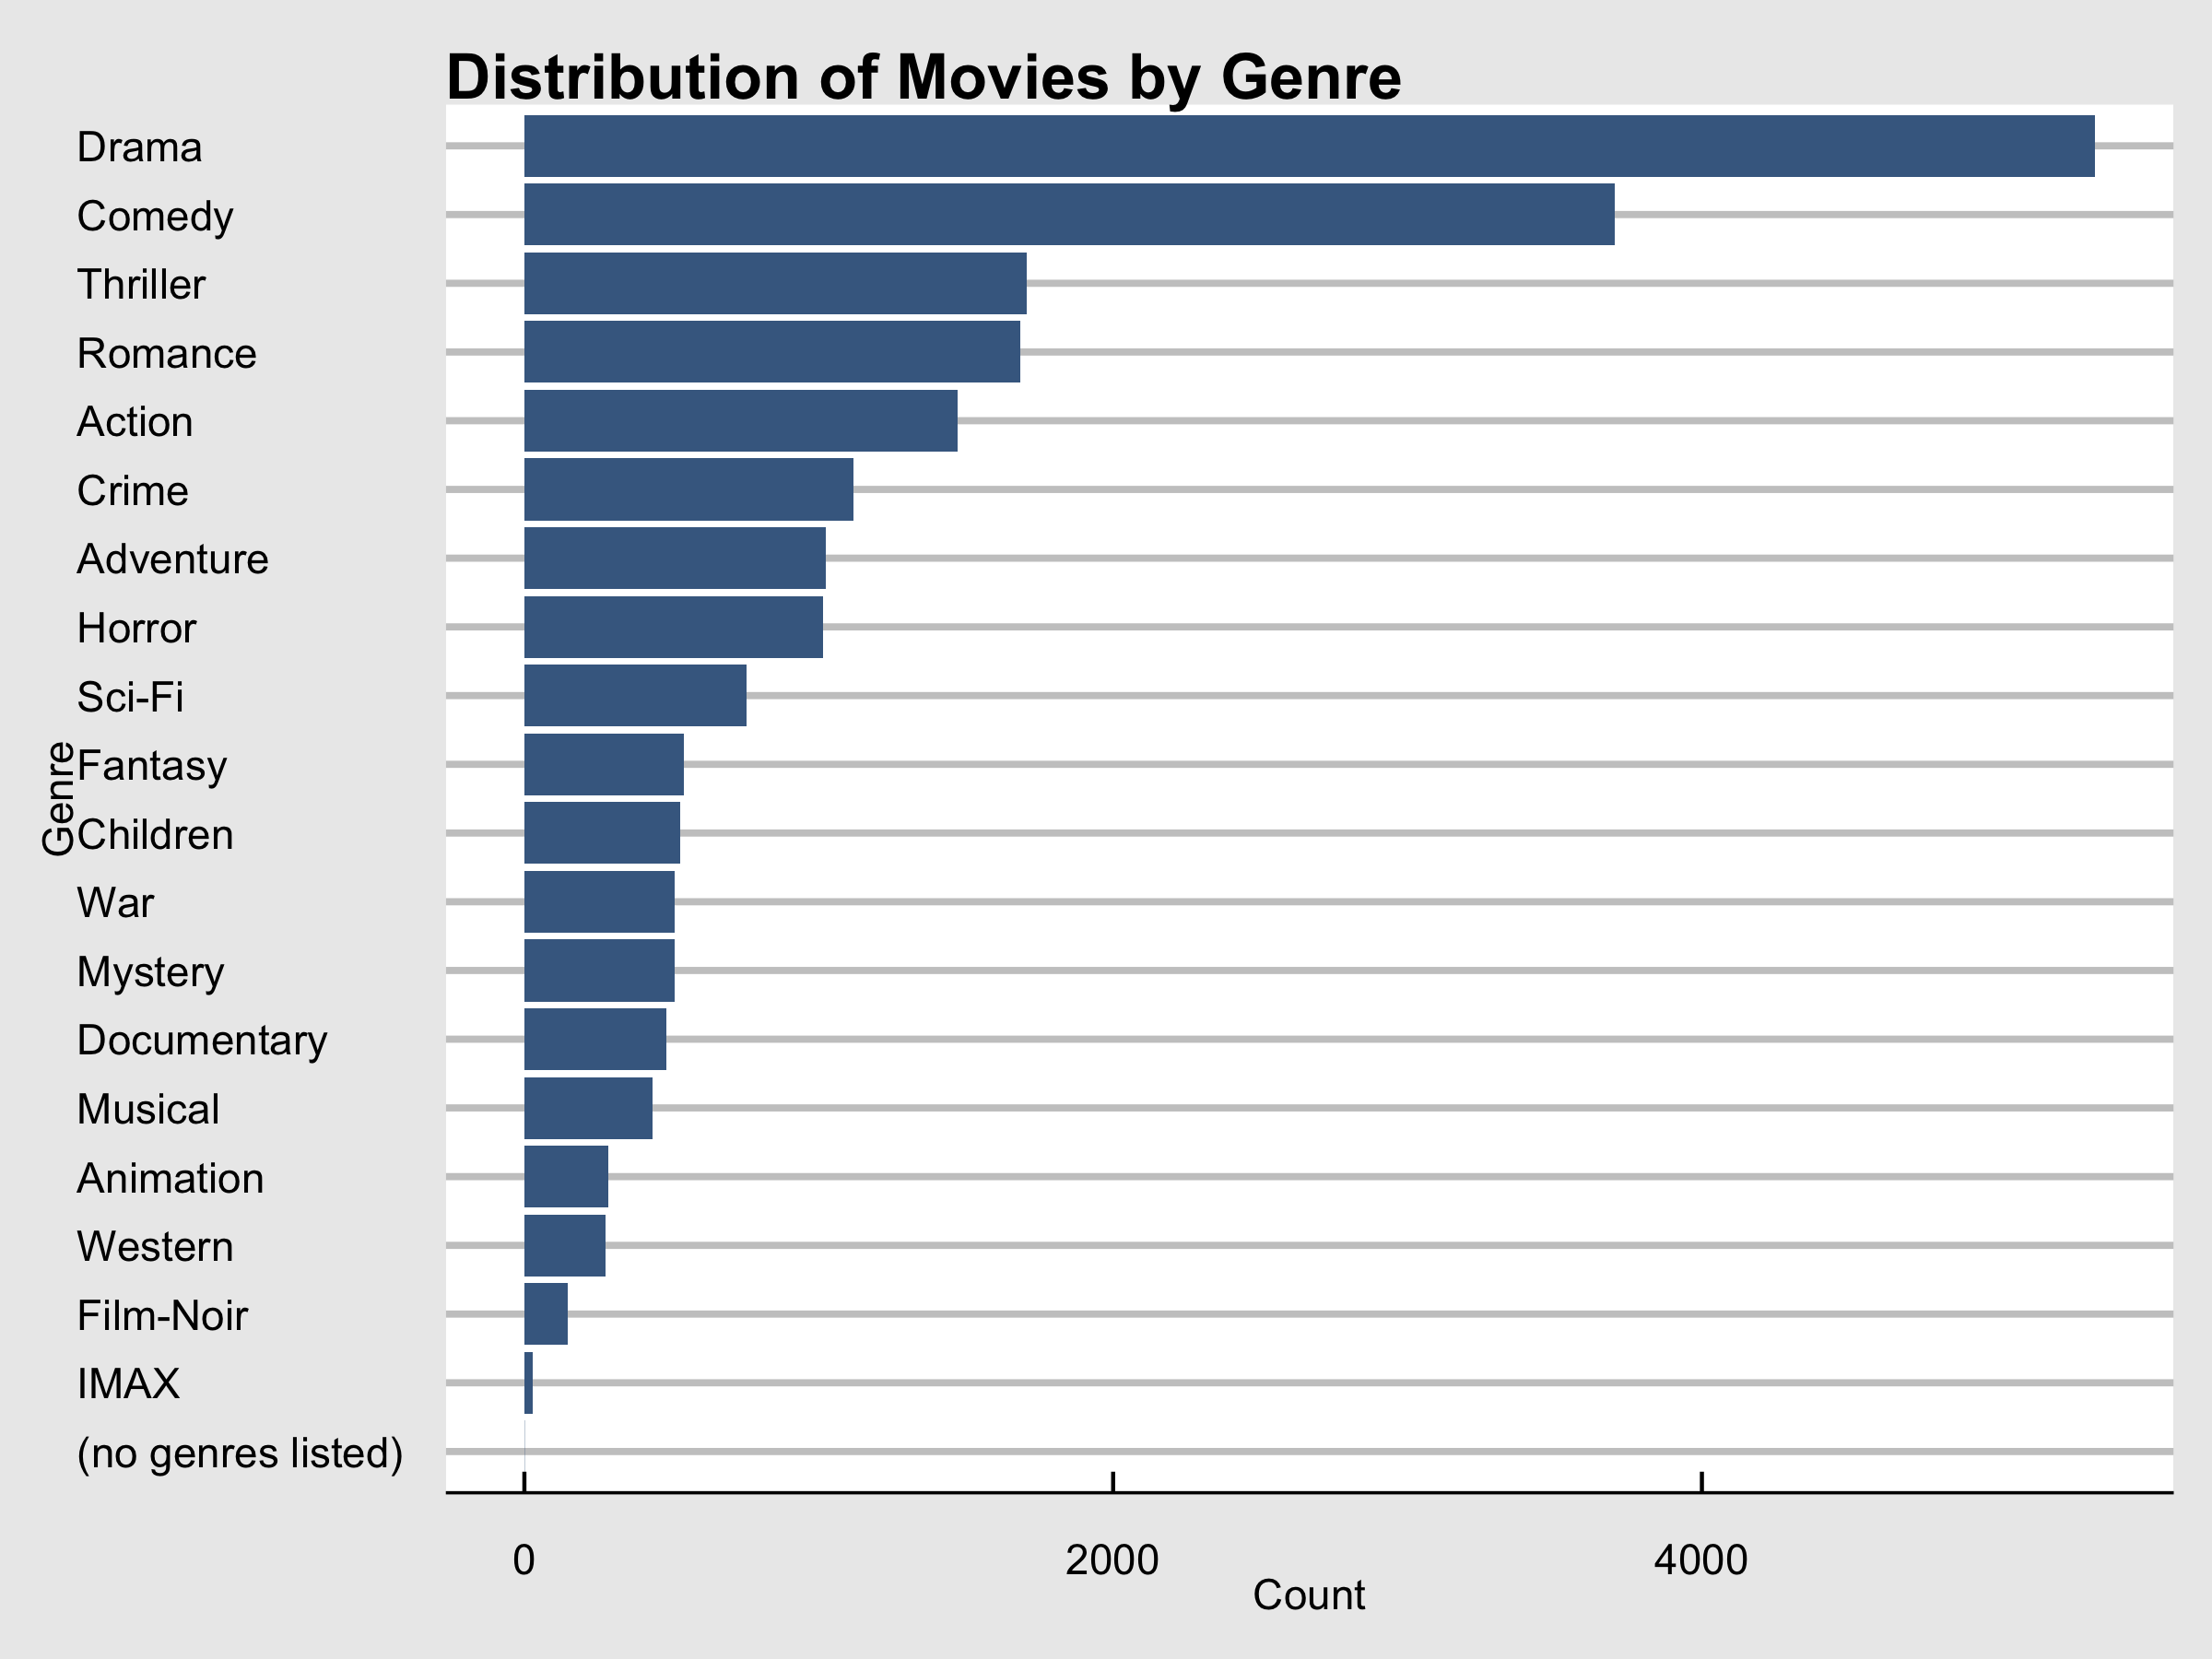 Distribution of Movies by Genre
Drama
Comedy
Thriller
Romance
Action
Crime
Adventure
Horror
Sci-Fi
Fantasy
Children
War
Mystery
Documentary
Musical
Animation
Western
Film-Noir
IMAX
(no genres listed)
Genre
0 2000 4000
Count